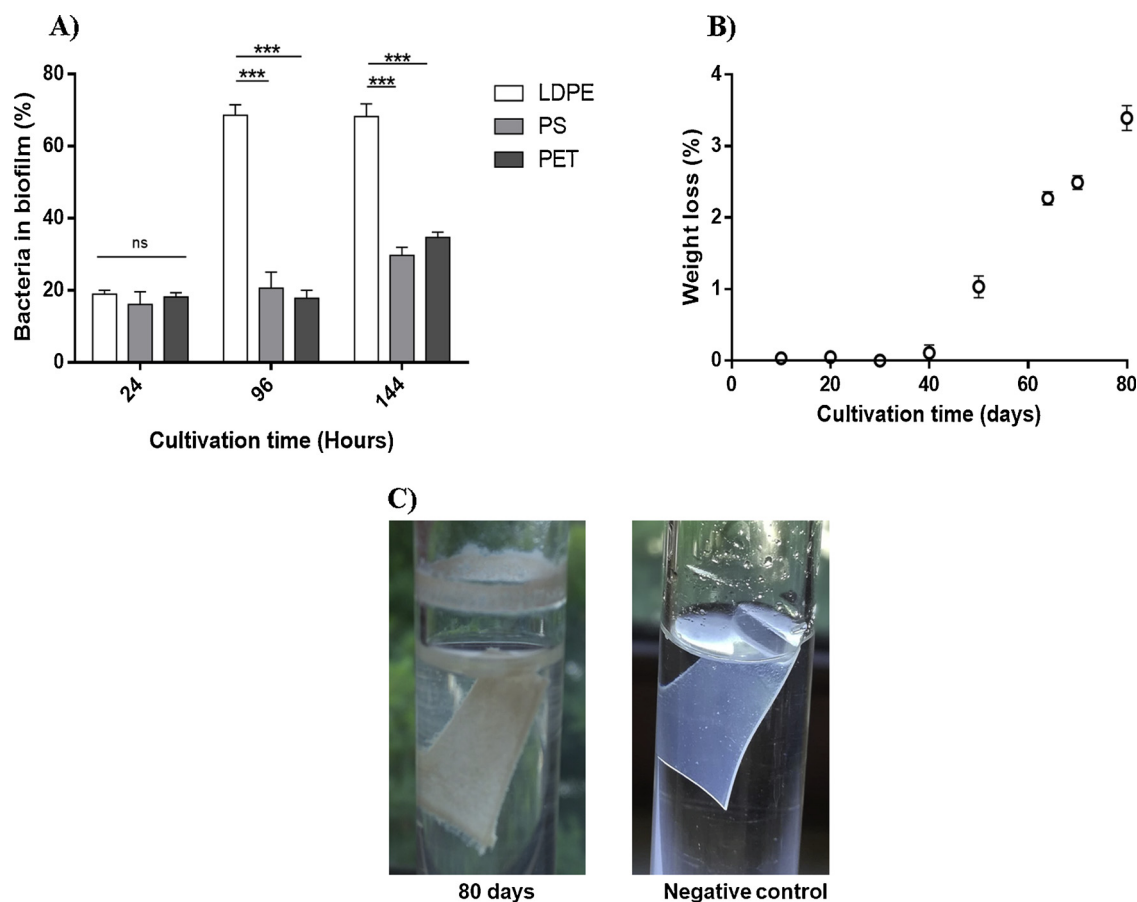 A)
Bacteria in biofilm (%)
80
60
40
20
0
ns
***
***
***
***
LDPE
PS
PET
24
96
144
Cultivation time (Hours)
B)
Weight loss (%)
4
3
2
1
0
0
20
40
60
80
Cultivation time (days)
C)
80 days
Negative control